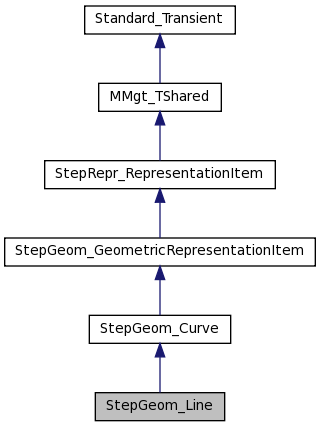 Standard_Transient
MMgt_TShared
StepRepr_RepresentationItem
StepGeom_GeometricRepresentationItem
StepGeom_Curve
StepGeom_Line